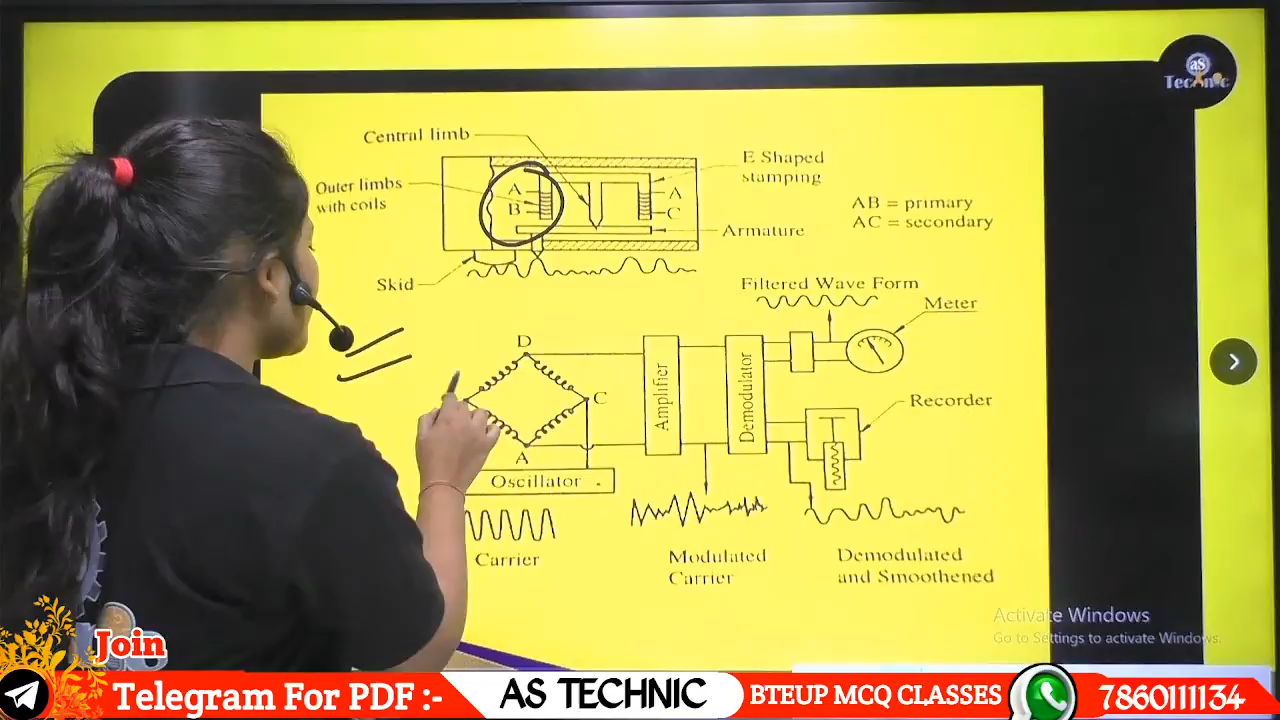 as
Technic
Central limb
E Shaped
stamping
Outer limbs
with coils
A
B
A
C
AB = primary
AC = secondary
Armature
Skid
Filtered Wave Form
Meter
D
C
A
Amplifier
Demodulator
Recorder
Oscillator
Carrier
Modulated
Carrier
Demodulated
and Smoothened
Activate Windows
Go to Settings to activate Windows.
Join
Telegram For PDF :-
AS TECHNIC
BTEUP MCQ CLASSES
7860111134